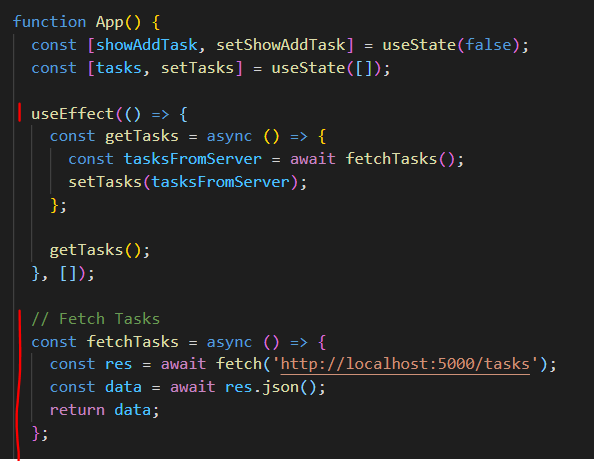 function App() {
  const [showAddTask, setShowAddTask] = useState(false);
  const [tasks, setTasks] = useState([]);

  useEffect(() => {
    const getTasks = async () => {
      const tasksFromServer = await fetchTasks();
      setTasks(tasksFromServer);
    };

    getTasks();
  }, []);

  // Fetch Tasks
  const fetchTasks = async () => {
    const res = await fetch('http://localhost:5000/tasks');
    const data = await res.json();
    return data;
  };